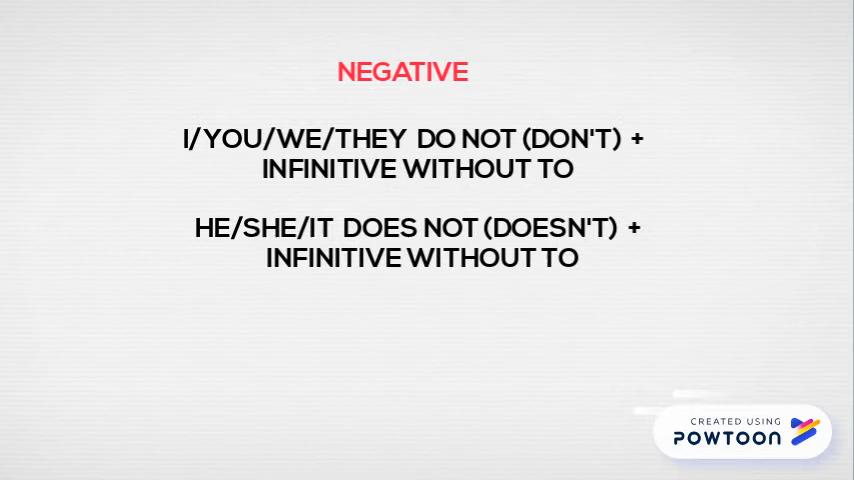 NEGATIVE
I/YOU/WE/THEY DO NOT (DON'T) +
INFINITIVE WITHOUT TO
HE/SHE/IT DOES NOT (DOESN'T) +
INFINITIVE WITHOUT TO
CREATED USING
POWTOON